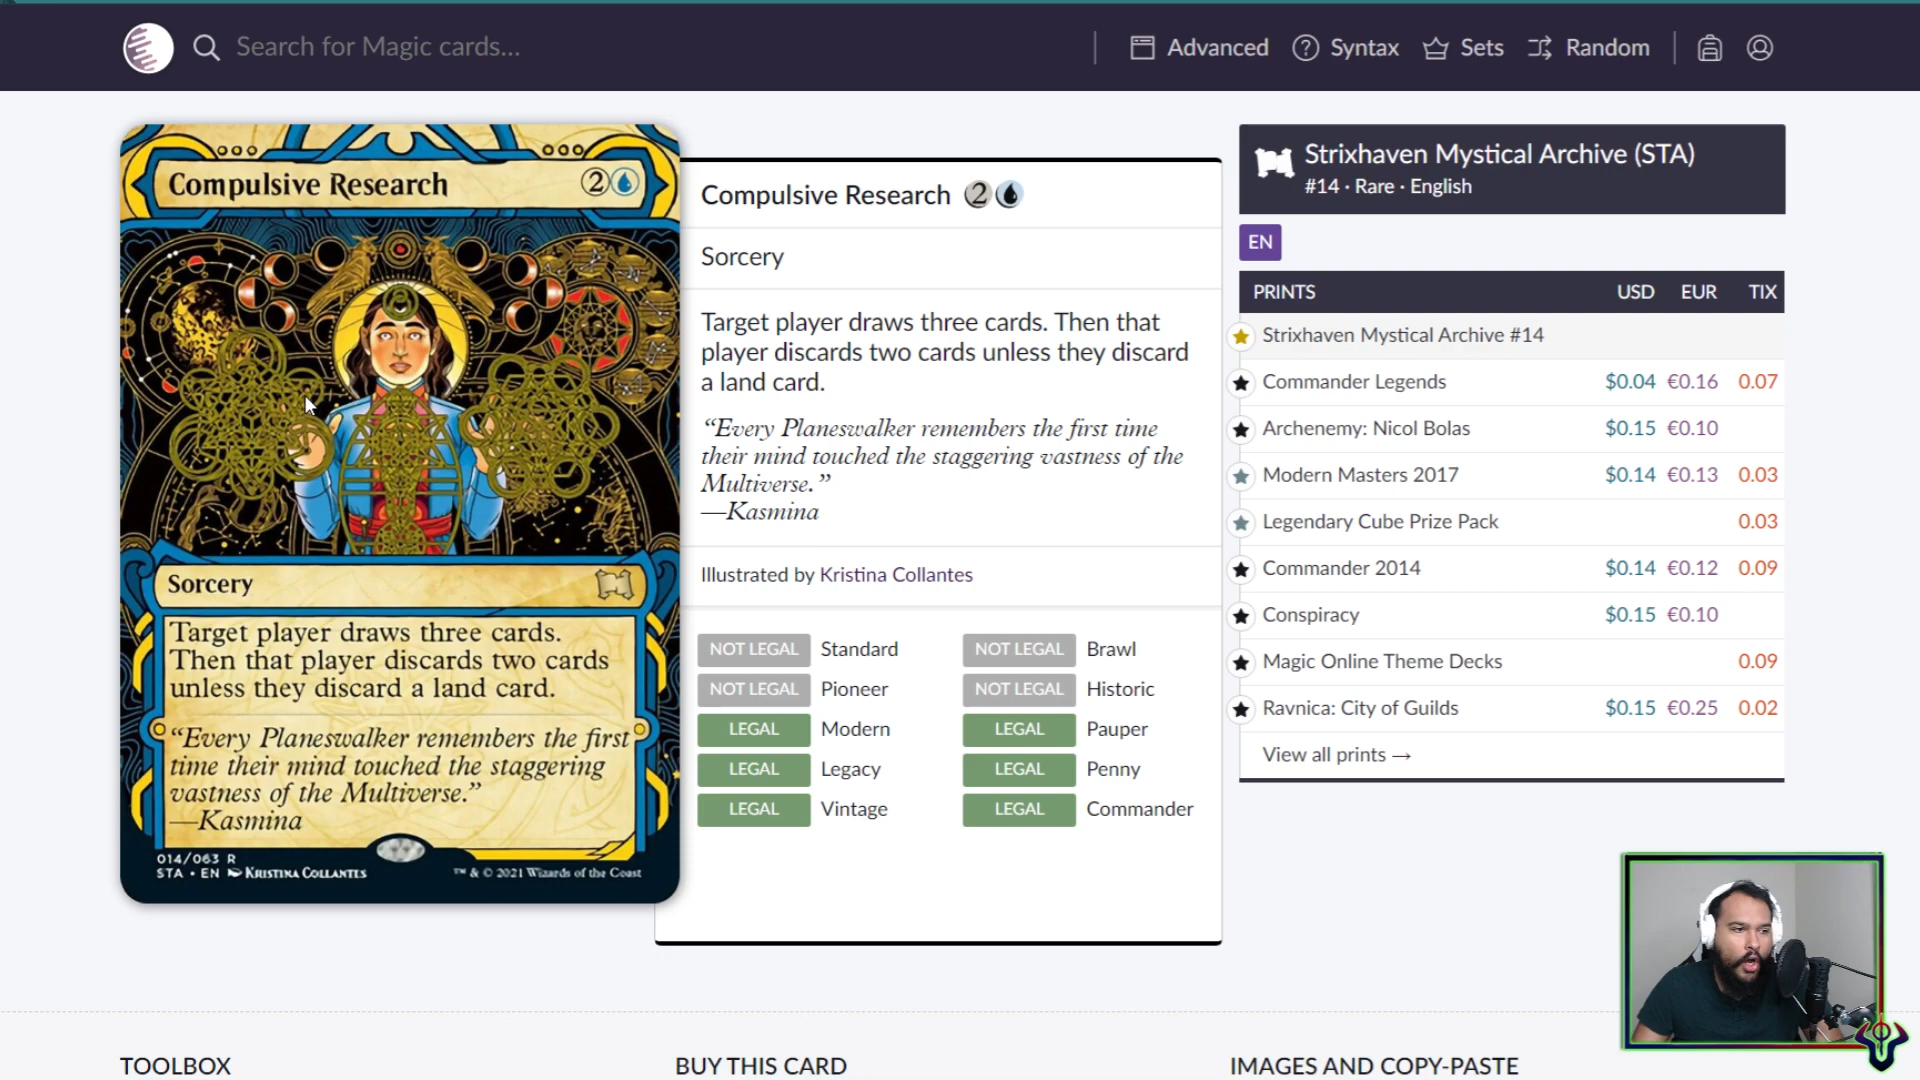 Search for Magic cards...
Advanced
Syntax
Sets
Random
Compulsive Research 2
Sorcery
Target player draws three cards.
Then that player discards two cards
unless they discard a land card.
“Every Planeswalker remembers the first
time their mind touched the staggering
vastness of the Multiverse.”
—Kasmina
014/063 R
STA • EN KRISTINA COLLANTES
™ & © 2021 Wizards of the Coast
Compulsive Research 2
Sorcery
Target player draws three cards. Then that
player discards two cards unless they discard
a land card.
“Every Planeswalker remembers the first time
their mind touched the staggering vastness of the
Multiverse.”
—Kasmina
Illustrated by Kristina Collantes
NOT LEGAL Standard NOT LEGAL Brawl
NOT LEGAL Pioneer NOT LEGAL Historic
LEGAL Modern LEGAL Pauper
LEGAL Legacy LEGAL Penny
LEGAL Vintage LEGAL Commander
Strixhaven Mystical Archive (STA)
#14 · Rare · English
EN
PRINTS USD EUR TIX
Strixhaven Mystical Archive #14
Commander Legends $0.04 €0.16 0.07
Archenemy: Nicol Bolas $0.15 €0.10
Modern Masters 2017 $0.14 €0.13 0.03
Legendary Cube Prize Pack 0.03
Commander 2014 $0.14 €0.12 0.09
Conspiracy $0.15 €0.10
Magic Online Theme Decks 0.09
Ravnica: City of Guilds $0.15 €0.25 0.02
View all prints →
TOOLBOX
BUY THIS CARD
IMAGES AND COPY-PASTE